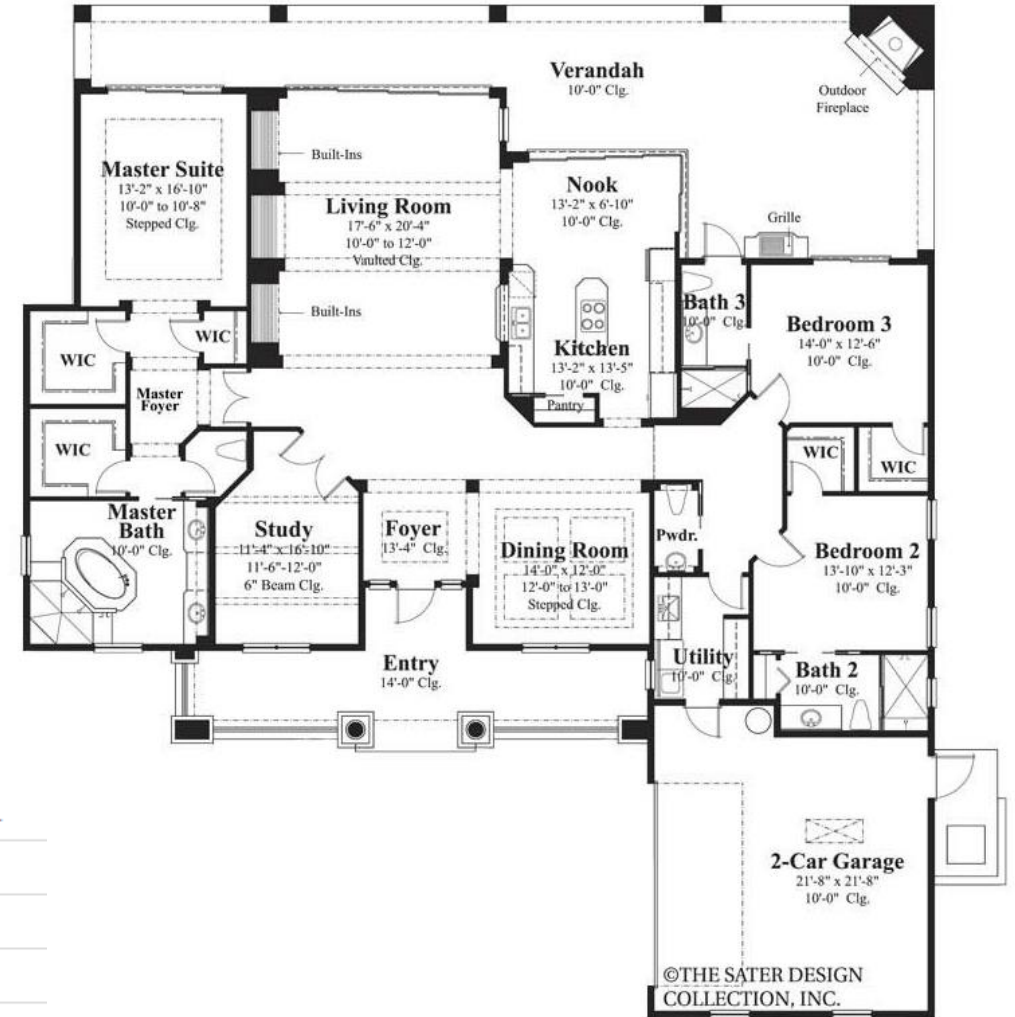 Verandah
10'-0" Clg.
Outdoor
Fireplace
Master Suite
13'-2" x 16'-10"
10'-0" to 10'-8"
Stepped Clg.
Built-Ins
Living Room
17'-6" x 20'-4"
10'-0" to 12'-0"
Vaulted Clg.
Built-Ins
Nook
13'-2" x 6'-10"
10'-0" Clg.
Grille
Kitchen
13'-2" x 13'-5"
10'-0" Clg.
Pantry
Bath 3
10'-0" Clg.
Bedroom 3
14'-0" x 12'-6"
10'-0" Clg.
WIC
WIC
Master
Foyer
WIC
WIC
WIC
Master
Bath
10'-0" Clg.
Study
11'-4" x 16'-10"
11'-6"-12'-0"
6" Beam Clg.
Foyer
13'-4" Clg.
Dining Room
14'-0" x 12'-0"
12'-0" to 13'-0"
Stepped Clg.
Pwdr.
Bedroom 2
13'-10" x 12'-3"
10'-0" Clg.
Entry
14'-0" Clg.
Utility
10'-0" Clg.
Bath 2
10'-0" Clg.
2-Car Garage
21'-8" x 21'-8"
10'-0" Clg.
©THE SATER DESIGN
COLLECTION, INC.